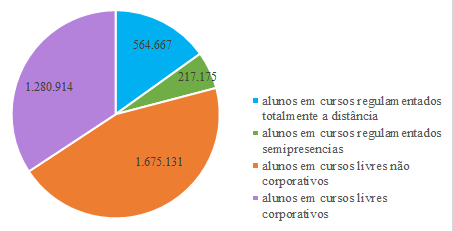 564.667
217.175
1.280.914
1.675.131
alunos em cursos regulamentados
totalmente a distância
alunos em cursos regulamentados
semipresencias
alunos em cursos livres não
corporativos
alunos em cursos livres
corporativos